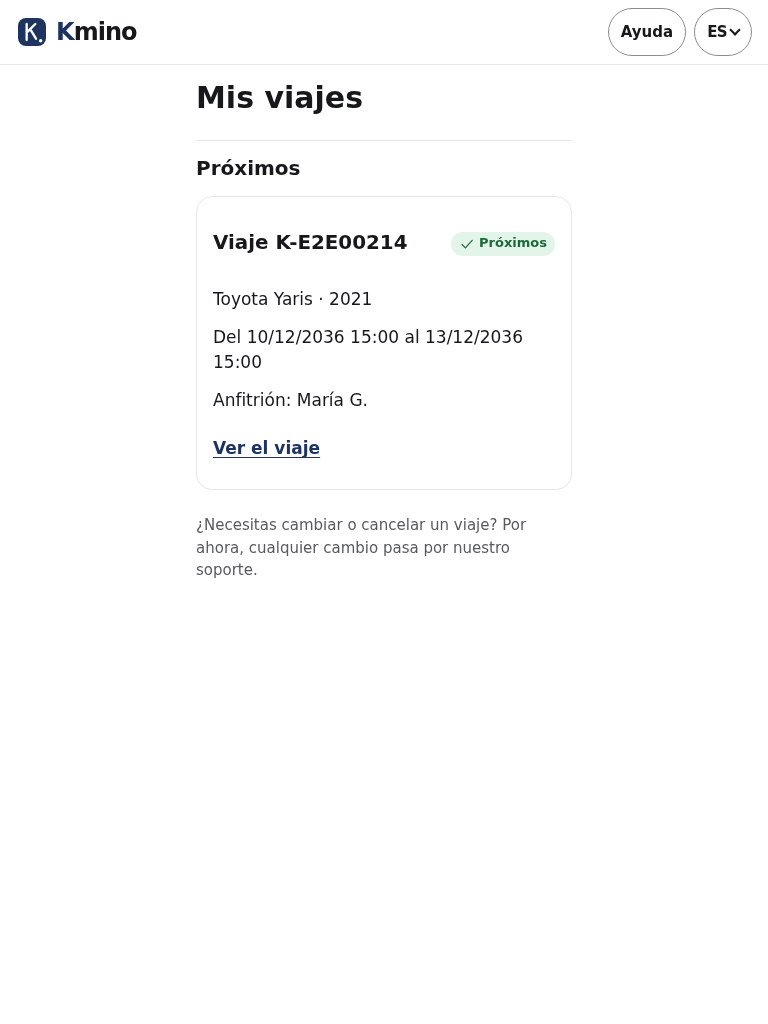 K. Kmino
Ayuda
ES
Mis viajes
Próximos
Viaje K-E2E00214
Próximos
Toyota Yaris · 2021
Del 10/12/2036 15:00 al 13/12/2036
15:00
Anfitrión: María G.
Ver el viaje
¿Necesitas cambiar o cancelar un viaje? Por
ahora, cualquier cambio pasa por nuestro
soporte.